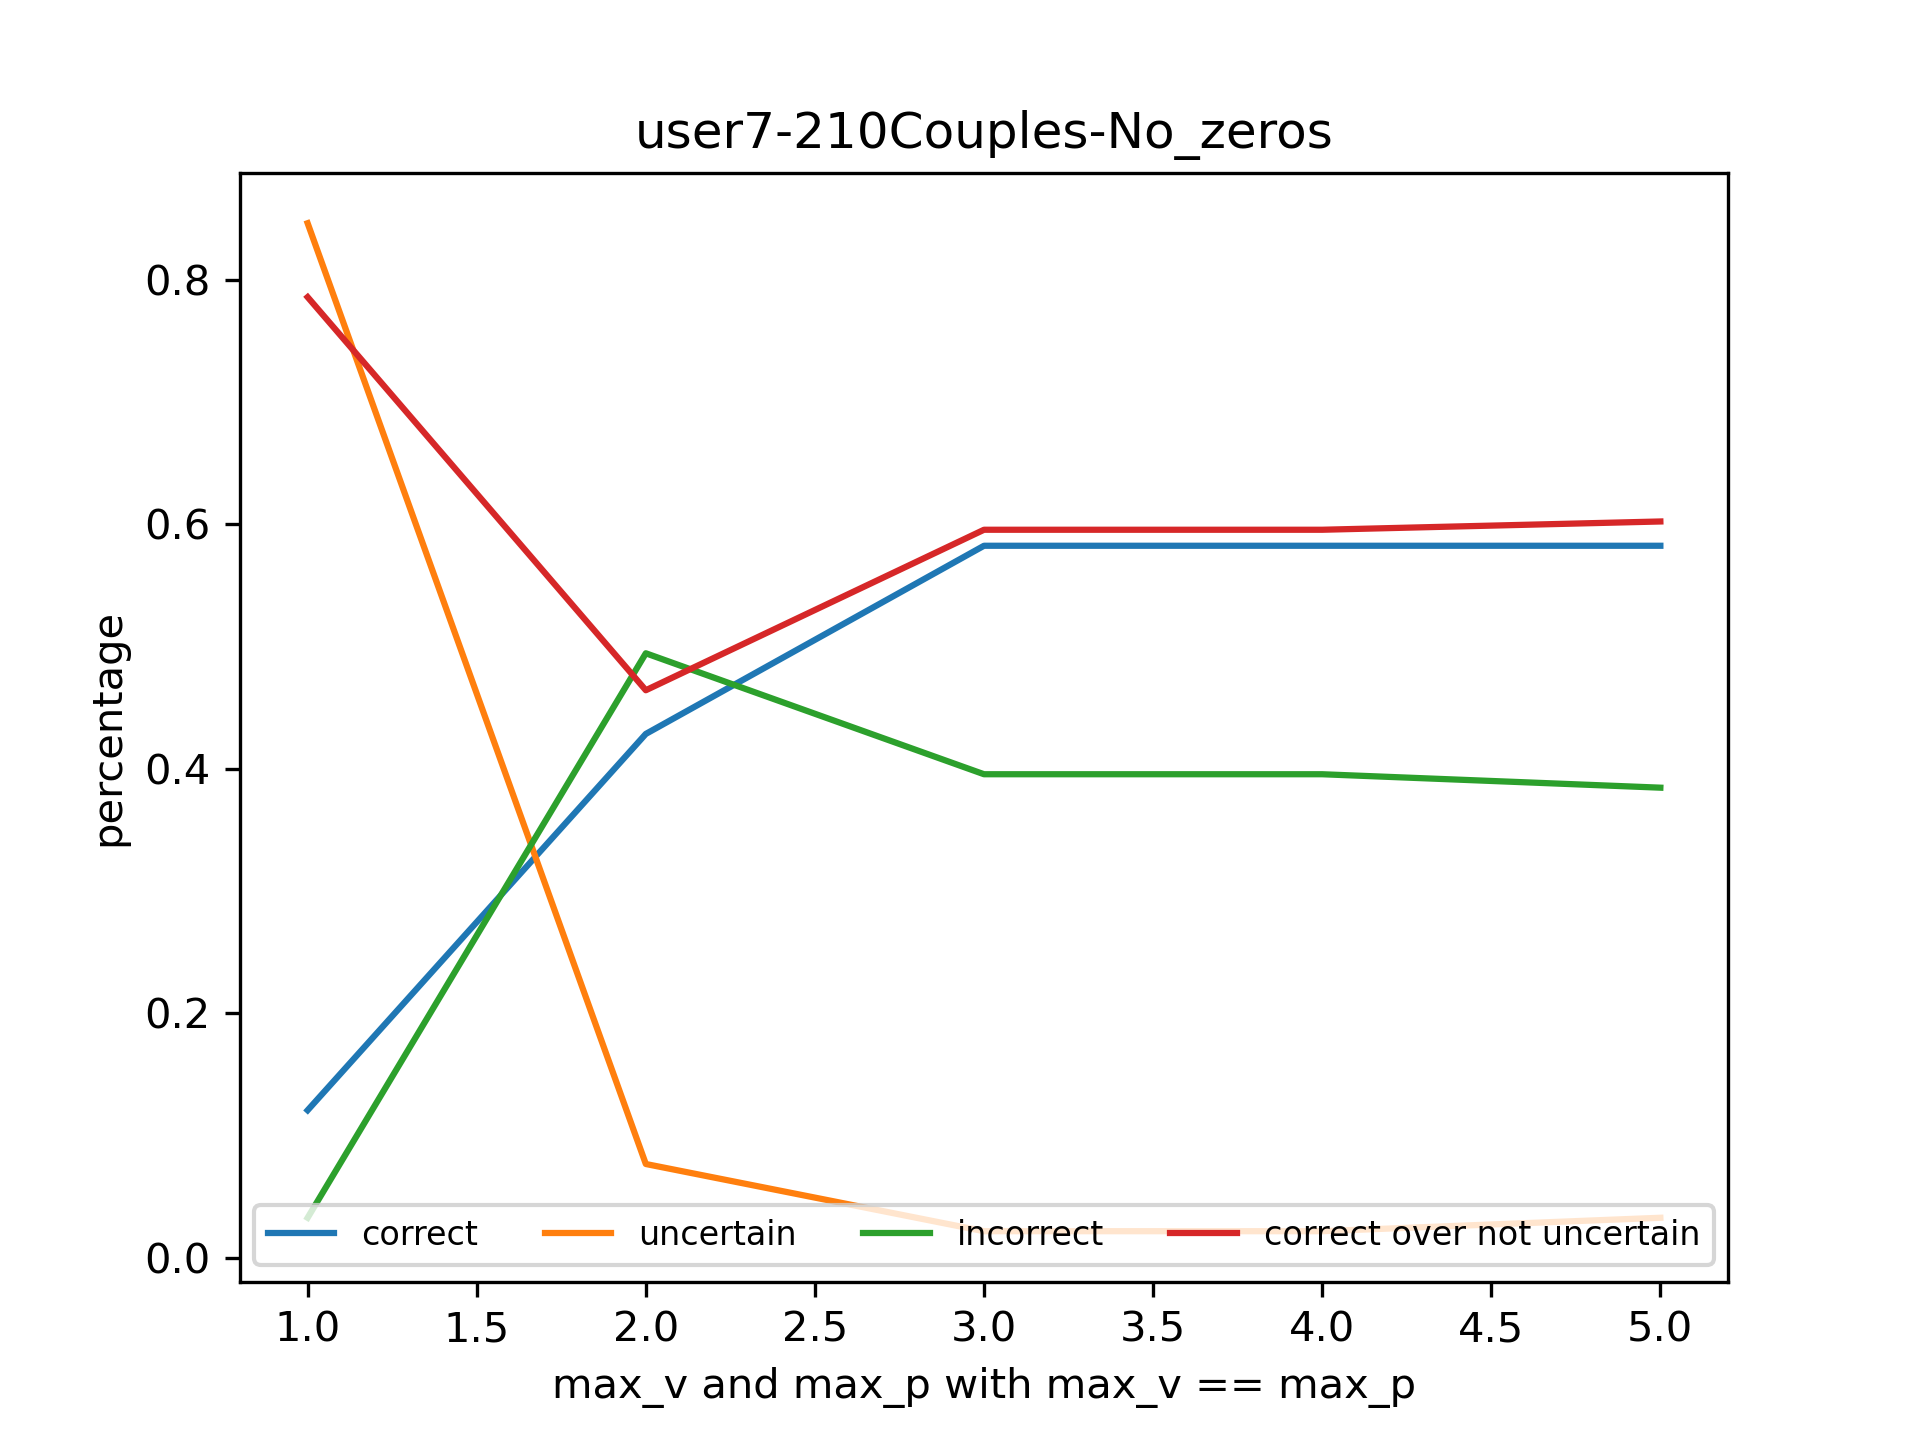 user7-210Couples-No_zeros
percentage
0.8
0.6
0.4
0.2
0.0
correct uncertain incorrect correct over not uncertain
1.0 1.5 2.0 2.5 3.0 3.5 4.0 4.5 5.0
max_v and max_p with max_v == max_p